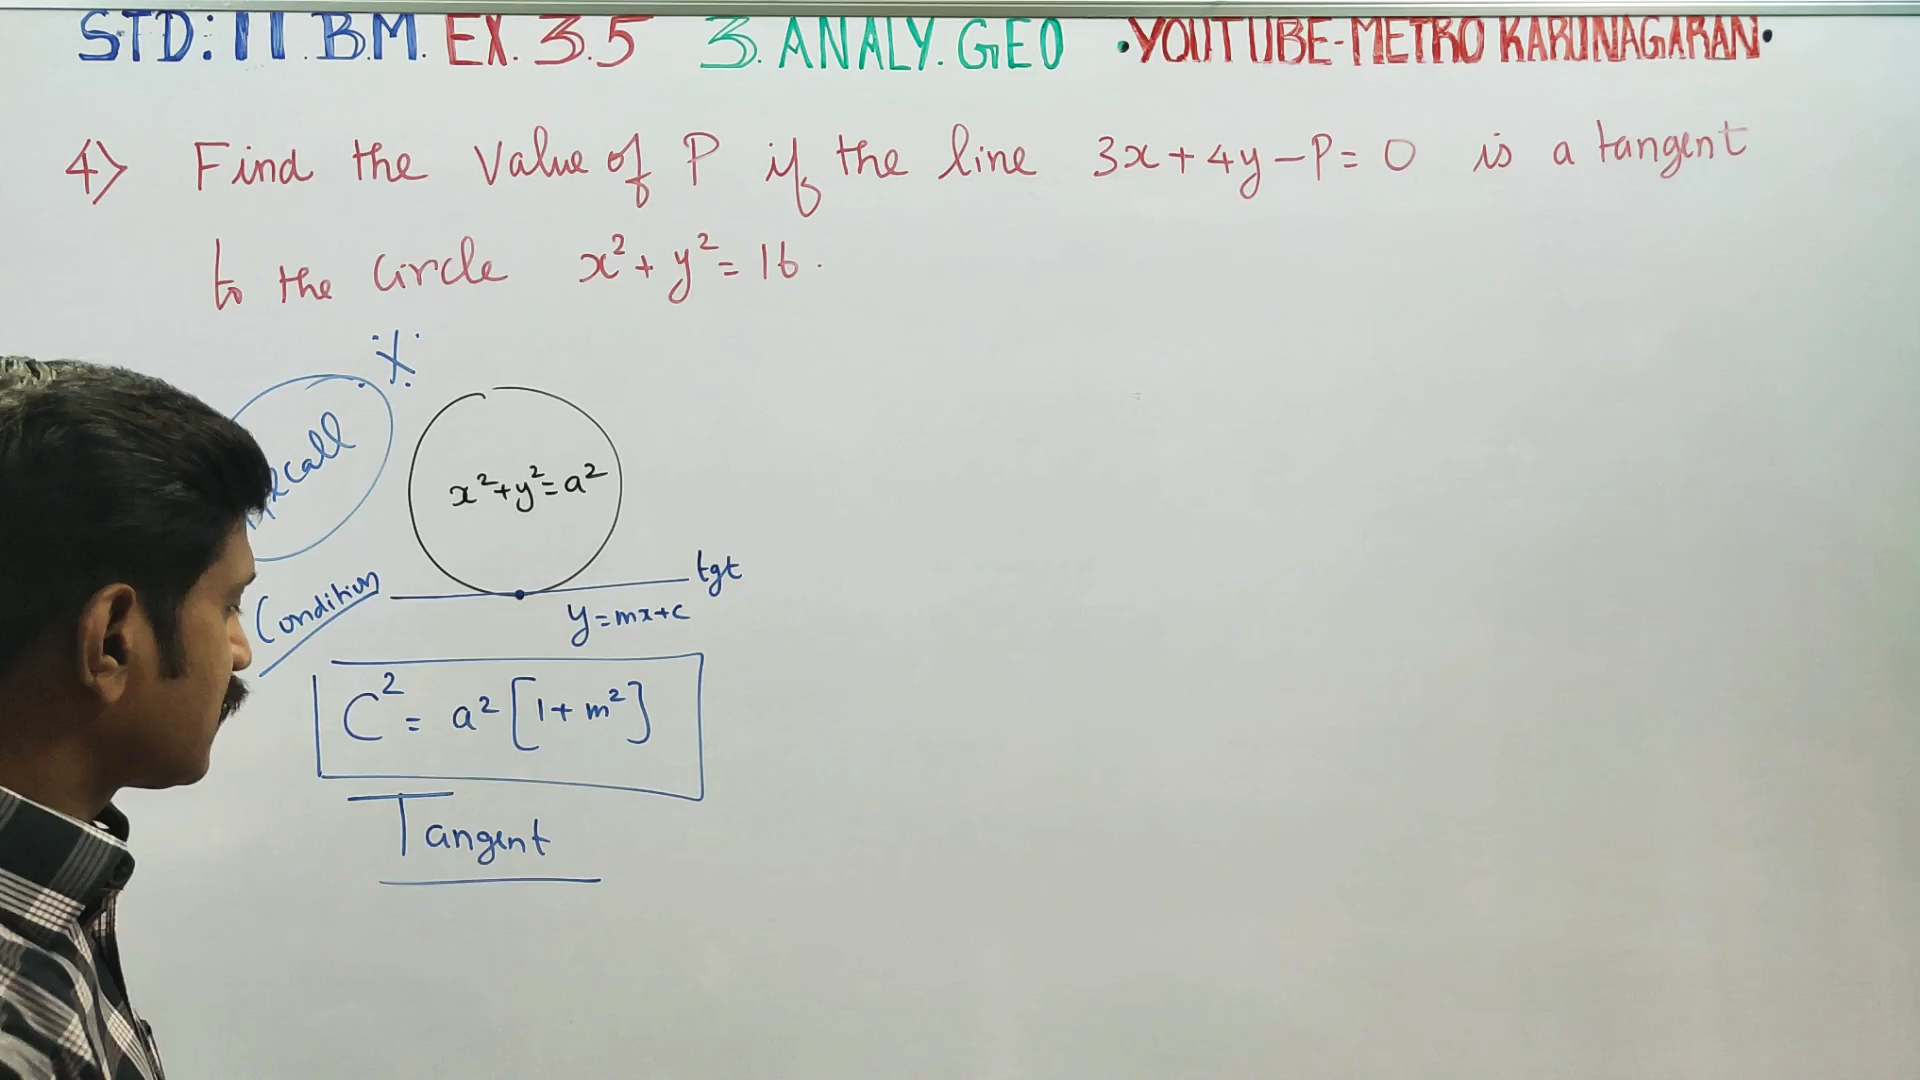 STD: 11. B.M. EX. 3.5 3. ANALY. GEO • YOUTUBE-METRO KARUNAGARAN •
4) Find the Value of P if the line 3x + 4y - P = 0 is a tangent
to the Circle x² + y² = 16.
x² + y² = a²
tgt
Condition
y = mx + c
C² = a² [1 + m²]
Tangent